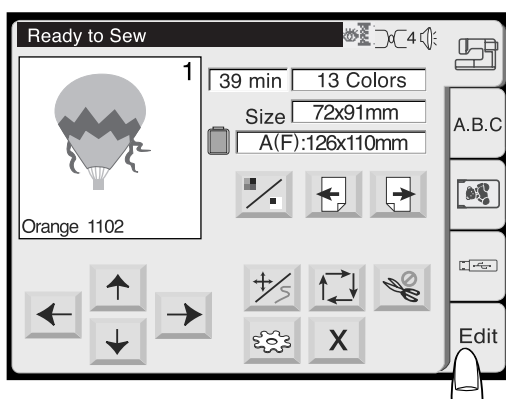 Ready to Sew
4
1
39 min
13 Colors
Size
72x91mm
A(F):126x110mm
Orange 1102
X
A.B.C
Edit